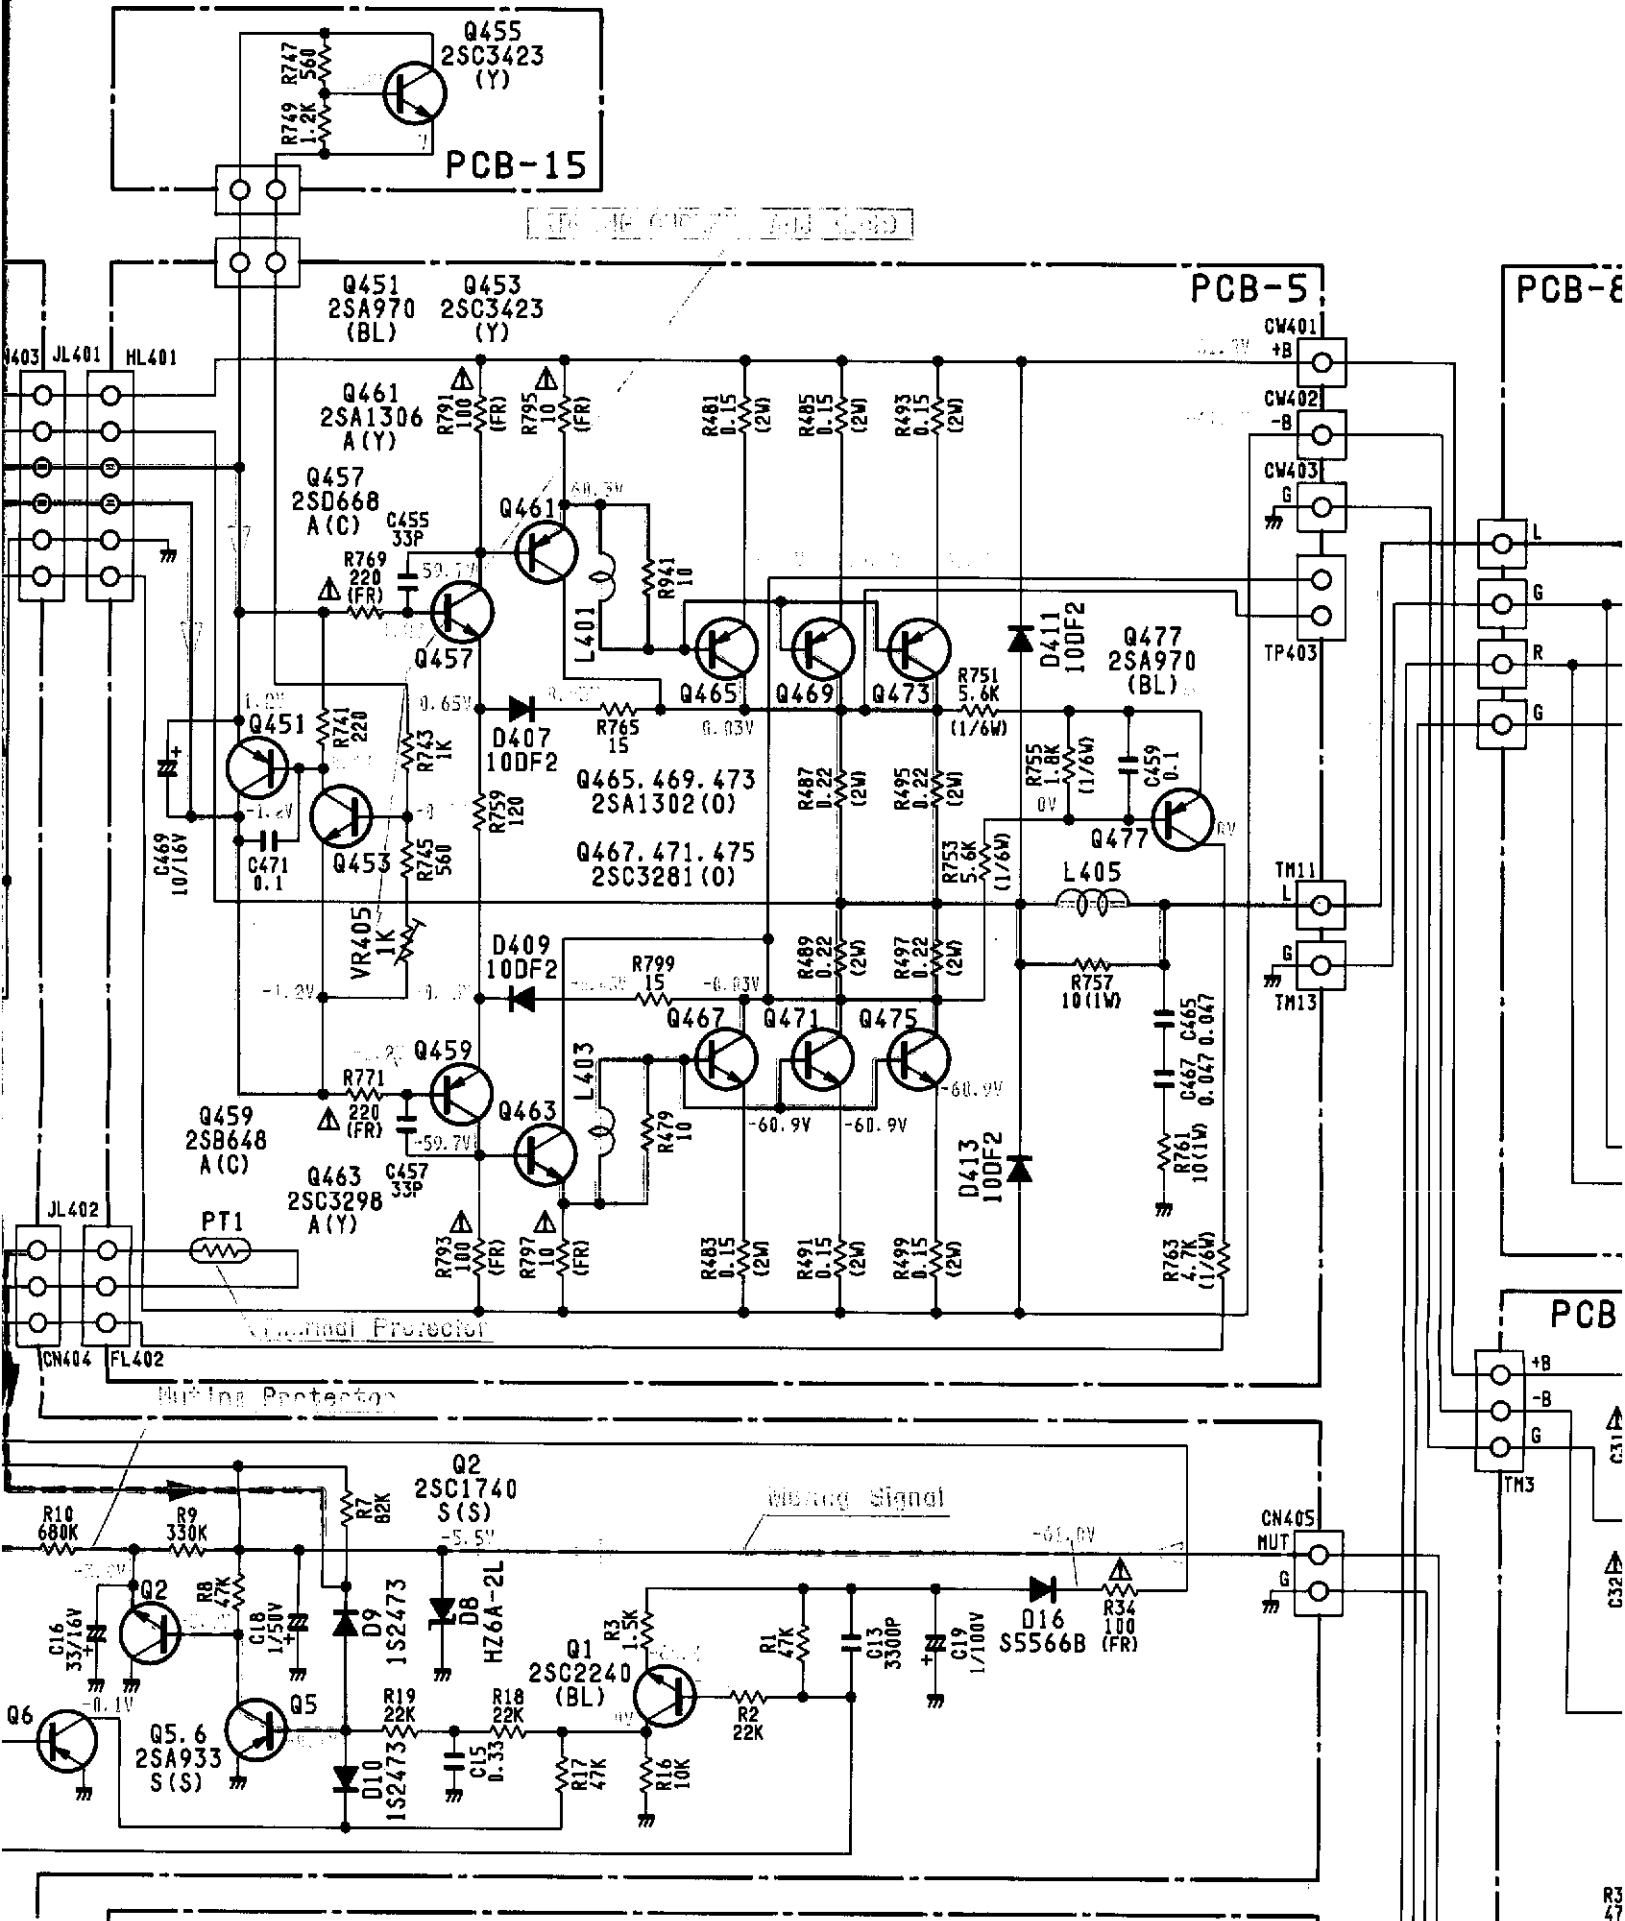 Q455
2SC3423
(Y)
R747
560
R749
1.2K
PCB-15
Q451
2SA970
(BL)
Q453
2SC3423
(Y)
PCB-5
PCB-8
JL401
HL401
CW401
+B
CW402
-B
CW403
G
Q461
2SA1306
A(Y)
R791
100
(FR)
R795
10
(FR)
R481
0.15
(2W)
R485
0.15
(2W)
R493
0.15
(2W)
Q457
2SD668
A(C)
C455
33P
Q461
R769
220
(FR)
R941
10
L401
Q457
Q465
Q469
Q473
D411
10DF2
Q477
2SA970
(BL)
TP403
L
G
R
G
R751
5.6K
(1/6W)
0.65V
0.03V
Q451
R741
220
R743
1K
D407
10DF2
R765
15
R759
120
Q465.469.473
2SA1302(O)
Q467.471.475
2SC3281(O)
R487
0.22
(2W)
R495
0.22
(2W)
R755
1.8K
(1/6W)
C459
0.1
0V
Q477
R753
5.6K
(1/6W)
L405
C469
10/16V
C471
0.1
Q453
R745
560
VR405
1K
-1.2V
D409
10DF2
R799
15
-0.03V
R489
0.22
(2W)
R497
0.22
(2W)
TM11
L
G
TM13
R757
10(1W)
C465
0.047
C467
0.047
R761
10(1W)
Q467
Q471
Q475
Q459
R771
220
(FR)
Q459
2SB648
A(C)
Q463
C457
33P
-59.7V
L403
R479
10
-60.9V
-60.9V
-60.9V
D413
10DF2
Q463
2SC3298
A(Y)
JL402
PT1
R793
100
(FR)
R797
10
(FR)
R483
0.15
(2W)
R491
0.15
(2W)
R499
0.15
(2W)
R763
4.7K
(1/6W)
CN404
FL402
Protector
PCB
+B
-B
G
TM3
C31
C32
Q2
2SC1740
S(S)
-5.5V
Muting Signal
R10
680K
R9
330K
R7
82K
CN405
MUT
G
Q2
R8
47K
C16
33/16V
C18
1/50V
D9
1S2473
D8
HZ6A-2L
R3
1.5K
Q1
2SC2240
(BL)
R1
47K
C13
3300P
C19
1/100V
D16
S5566B
R34
100
(FR)
-0.1V
Q6
Q5.6
2SA933
S(S)
Q5
R19
22K
R18
22K
R2
22K
D10
1S2473
C15
0.33
R17
47K
R16
10K
R3
47